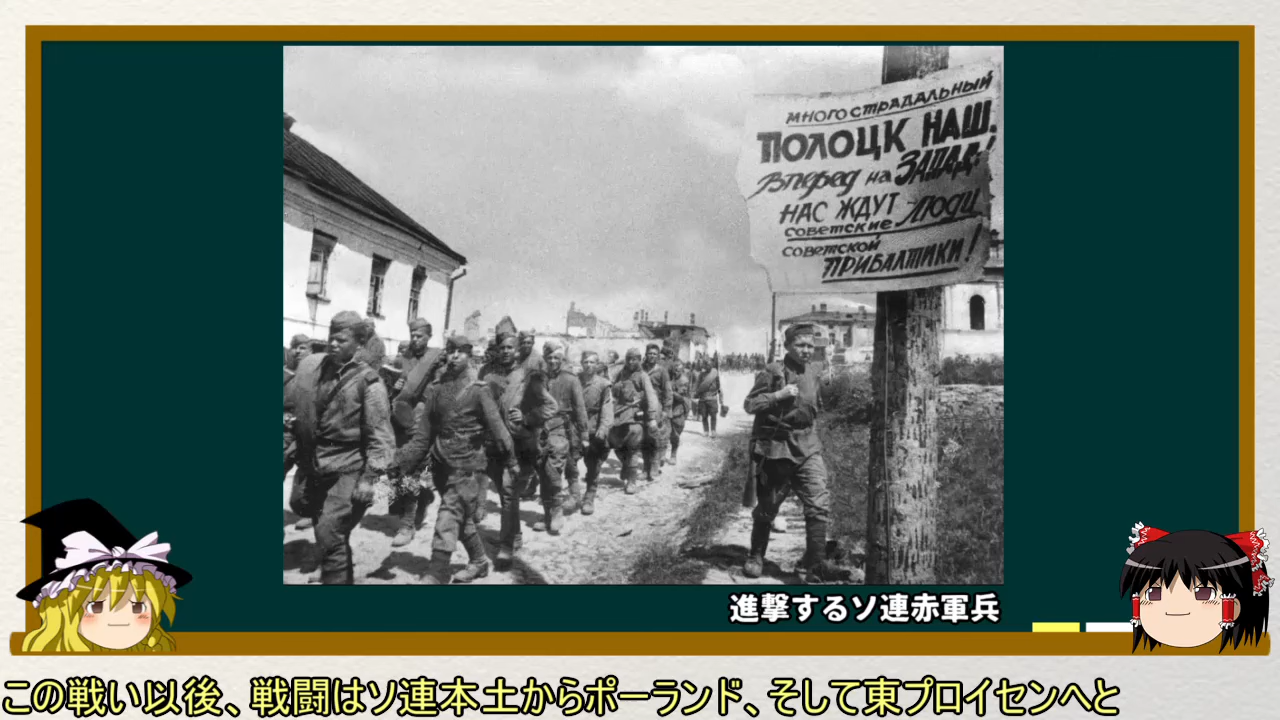 многострадальный
ПОЛОЦК НАШ.
Вперед на ЗАПАД!
НАС ЖДУТ ЛЮДИ
советские
советской
ПРИБАЛТИКИ!
進撃するソ連赤軍兵
この戦い以後、戦闘はソ連本土からポーランド、そして東プロイセンへと